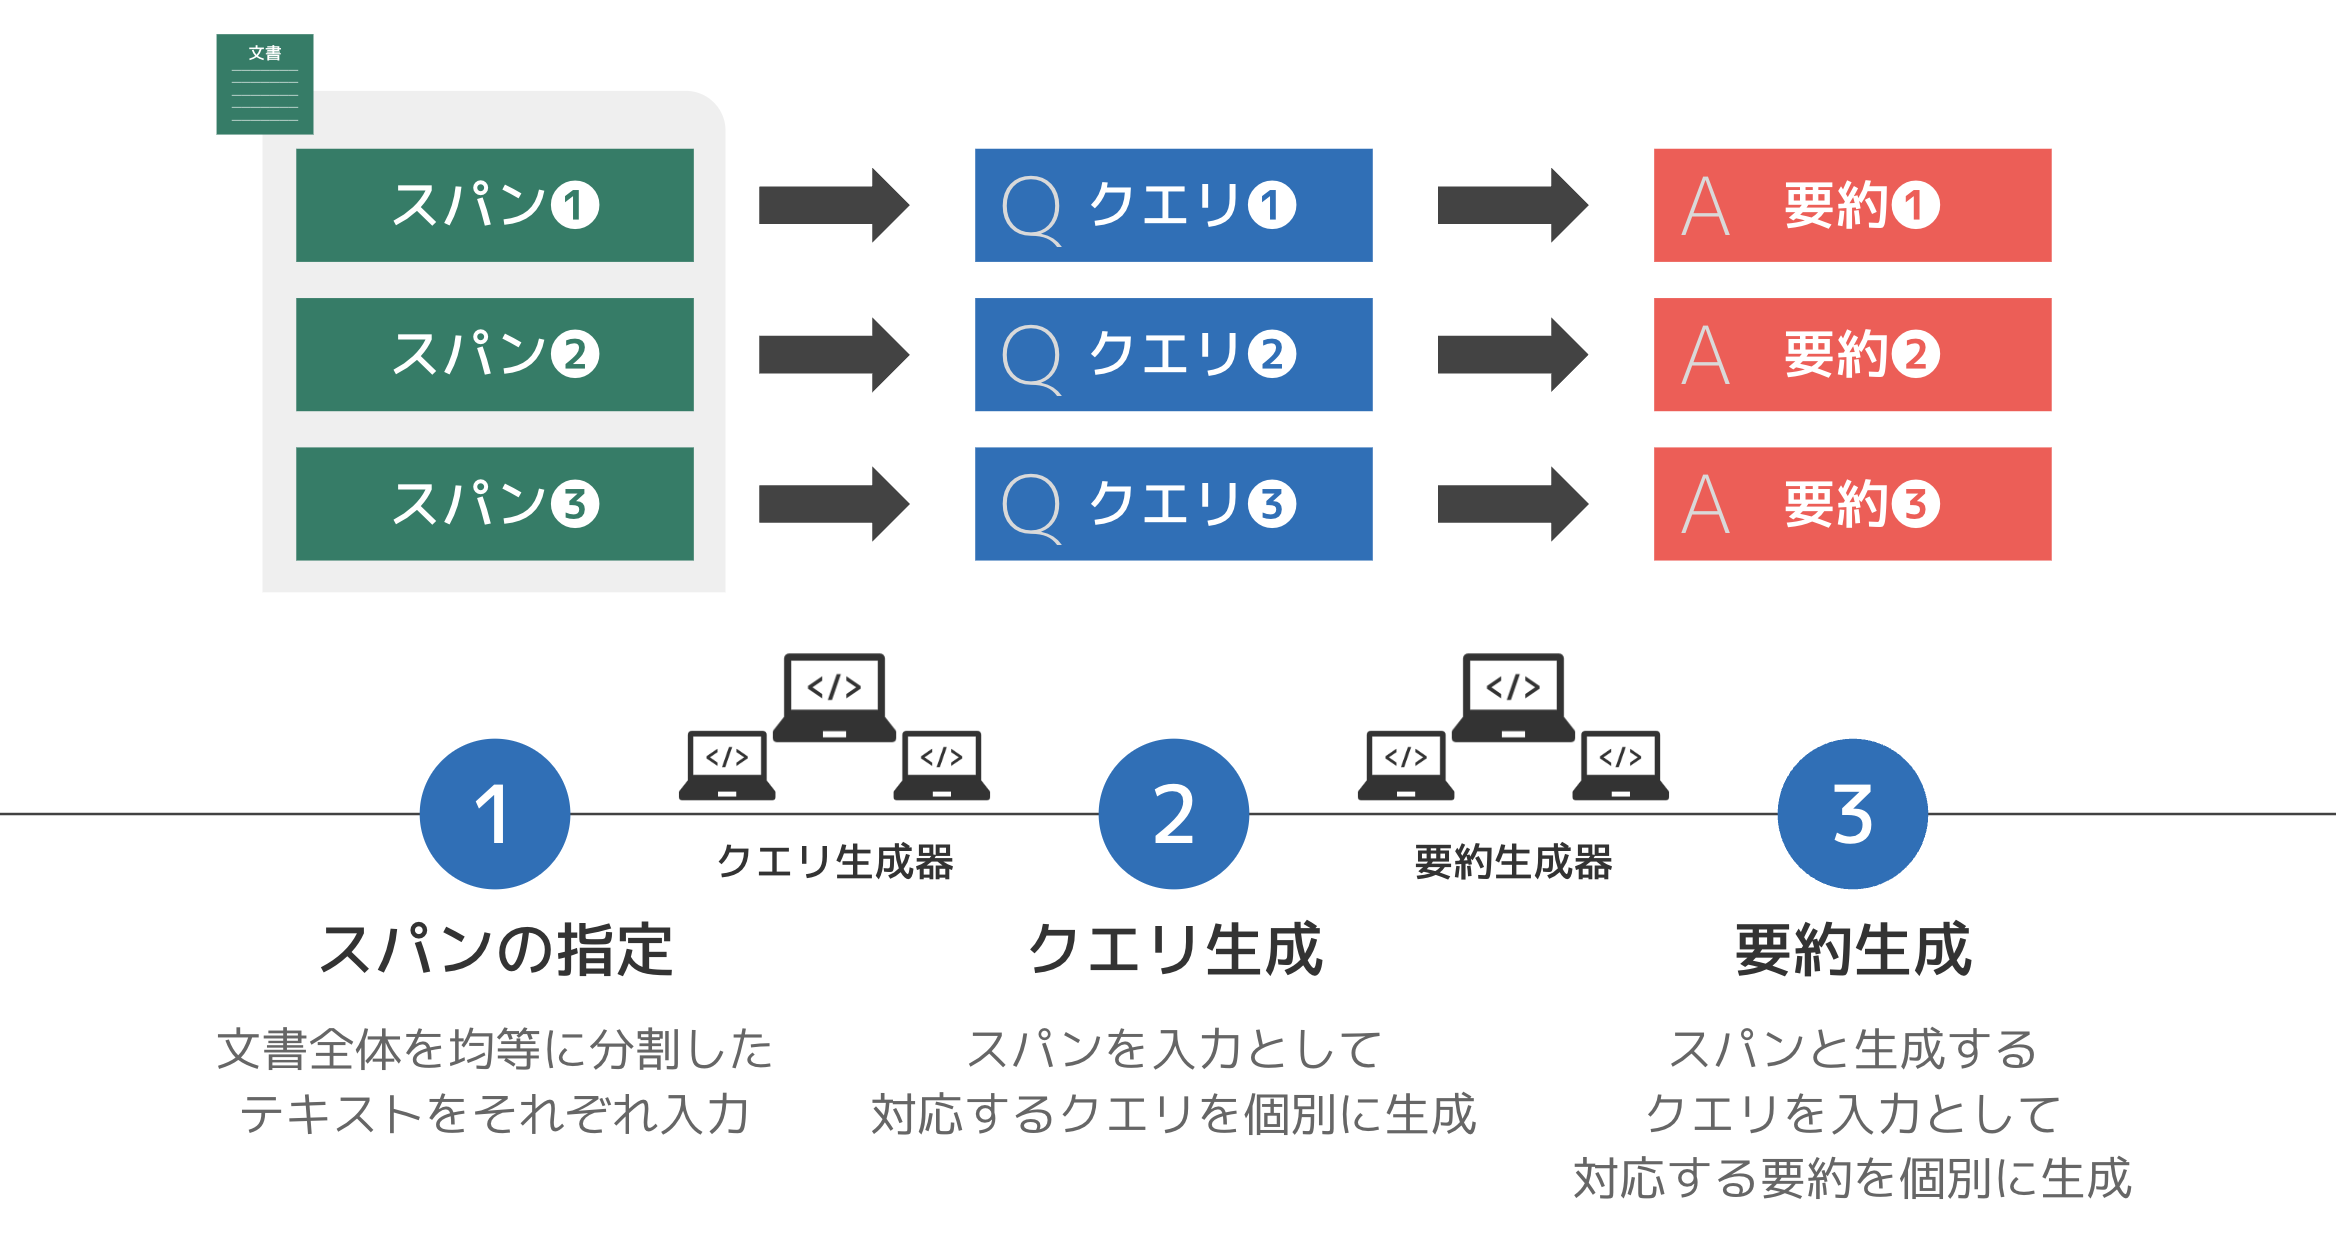 文書
スパン❶
Q クエリ❶
A 要約❶
スパン❷
Q クエリ❷
A 要約❷
スパン❸
Q クエリ❸
A 要約❸
</>
</>
</>
</>
</>
</>
1
2
3
クエリ生成器
要約生成器
スパンの指定
文書全体を均等に分割した
テキストをそれぞれ入力
クエリ生成
スパンを入力として
対応するクエリを個別に生成
要約生成
スパンと生成する
クエリを入力として
対応する要約を個別に生成